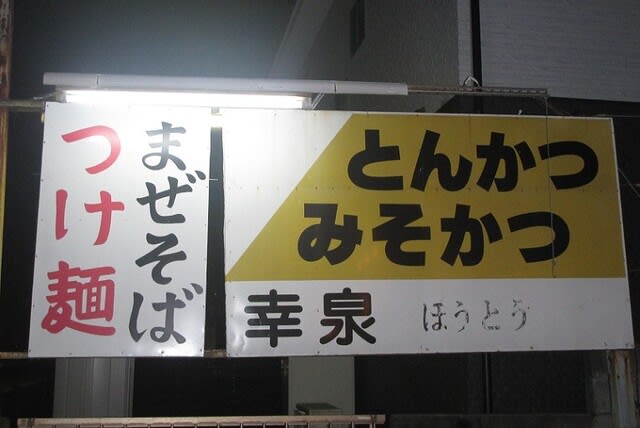 まぜそば
つけ麺
とんかつ
みそかつ
幸泉
ほうとう